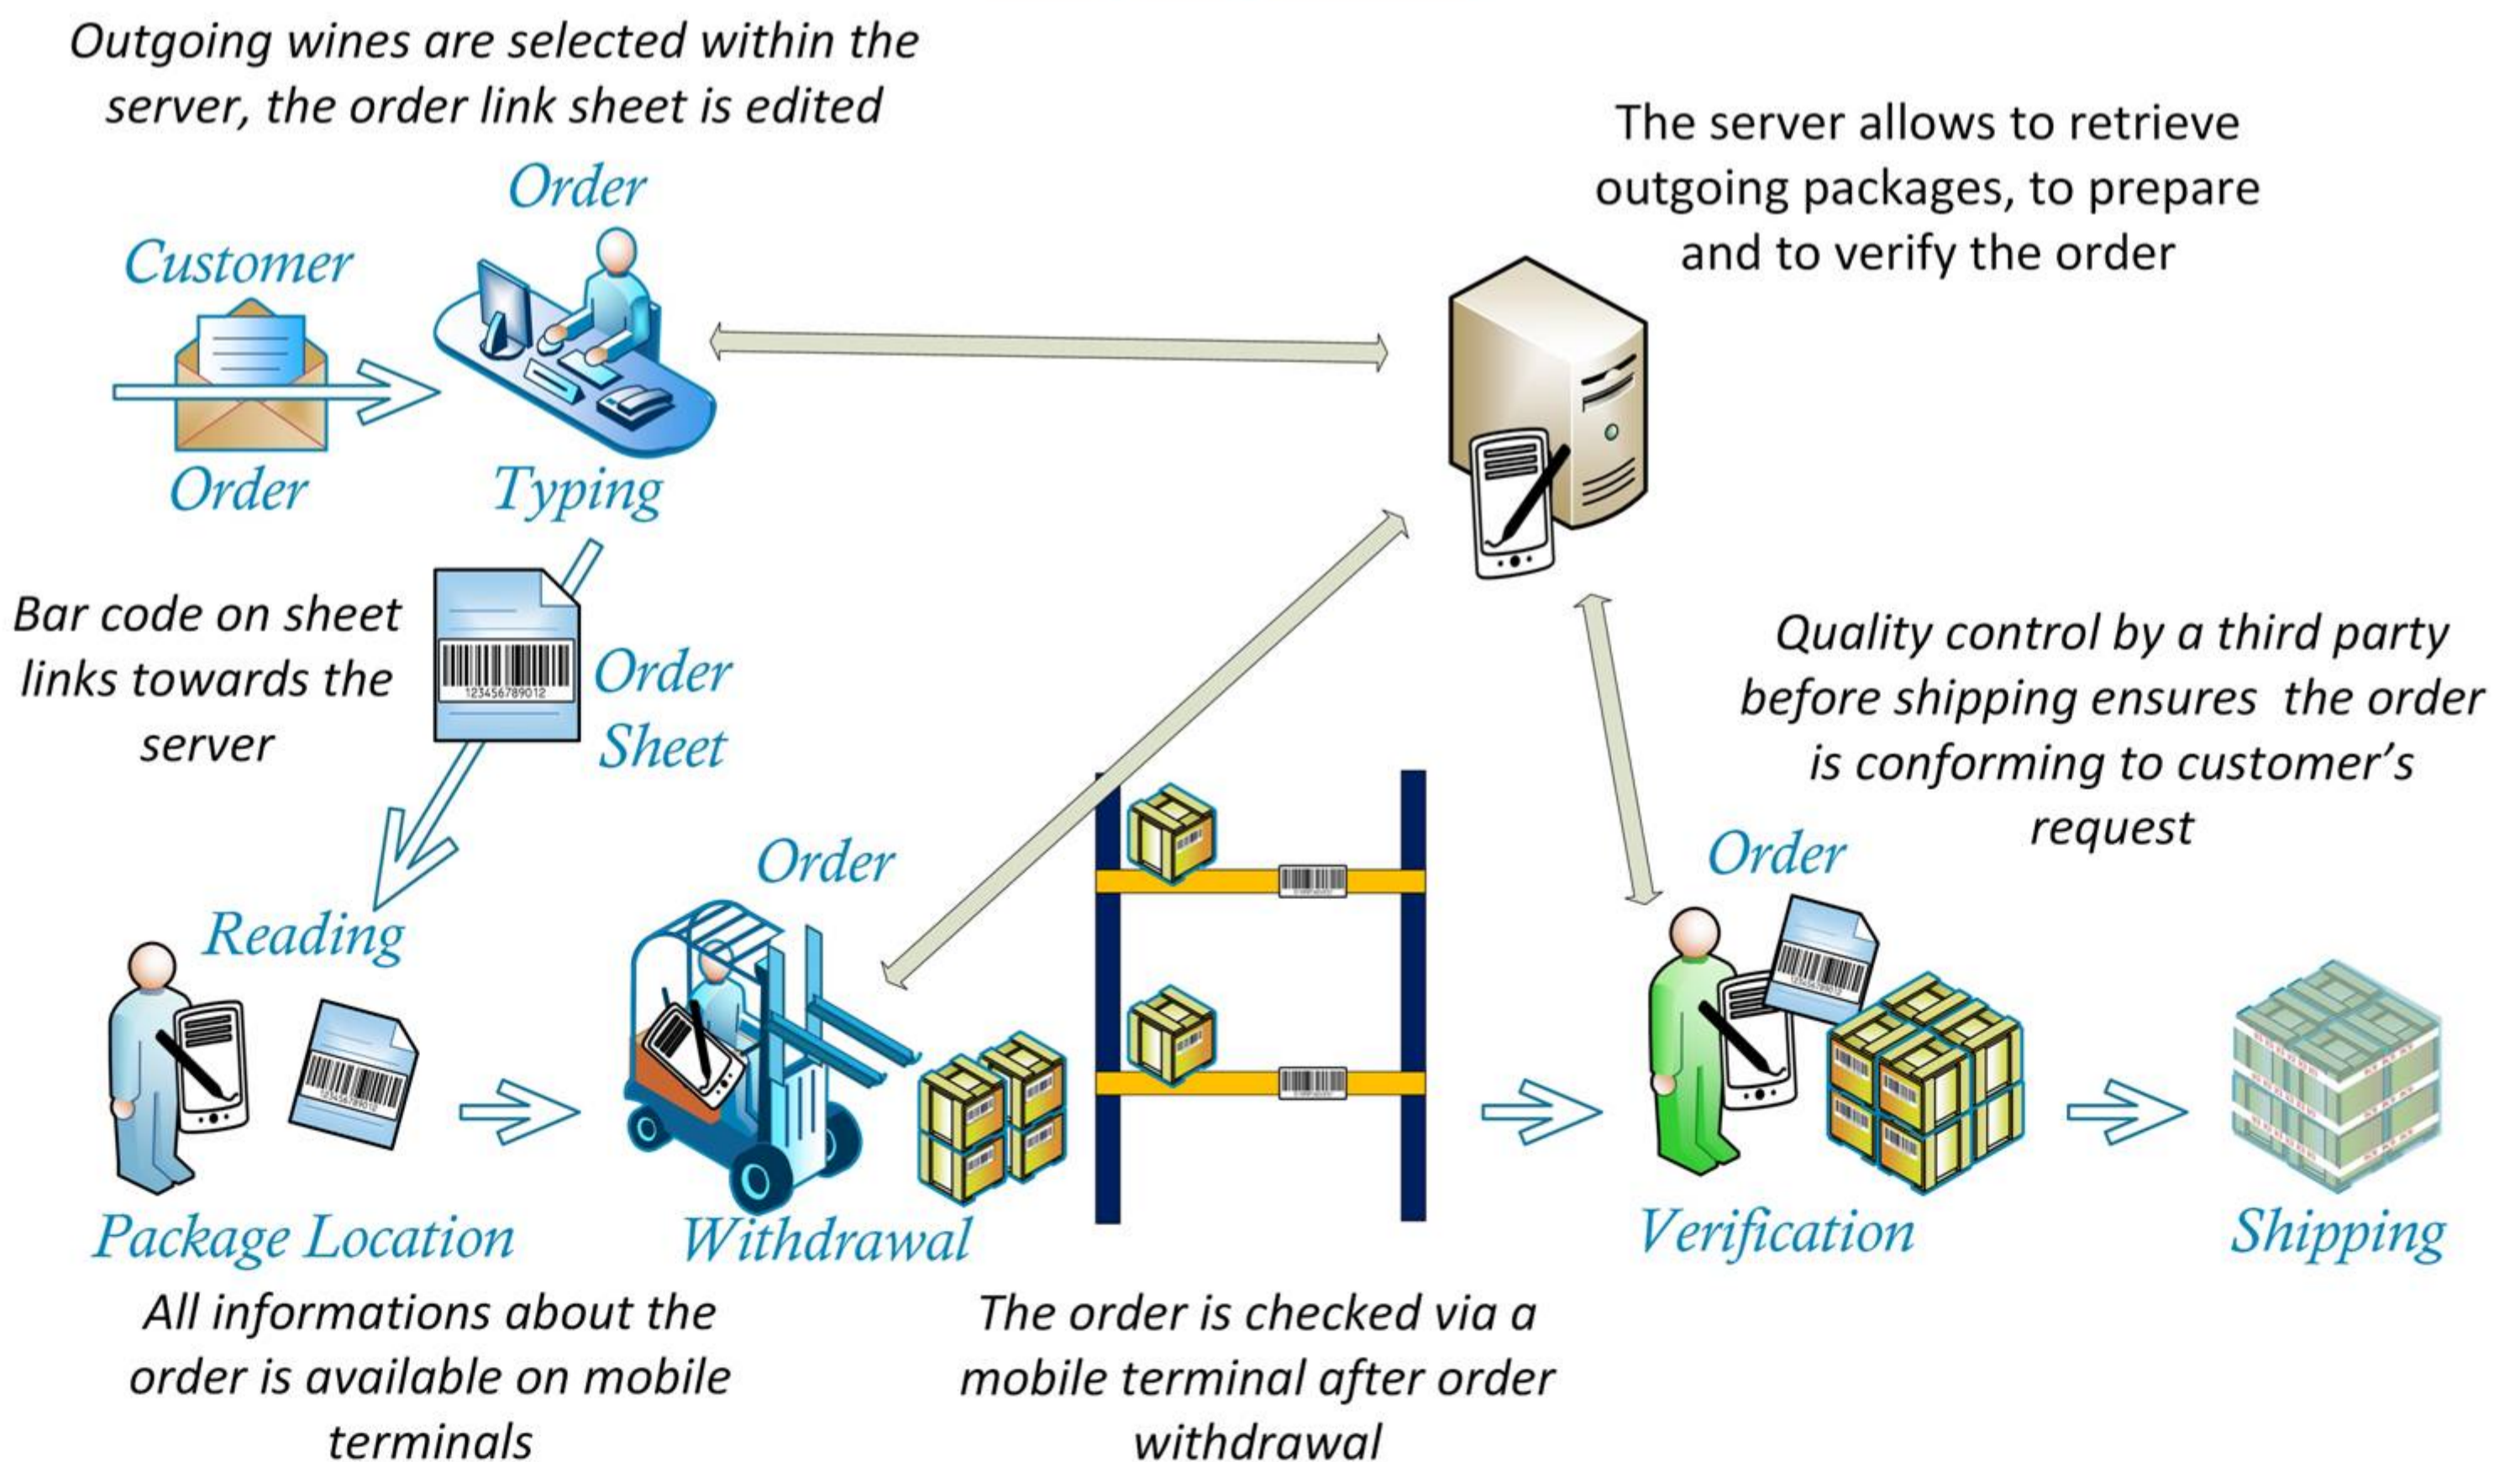 Outgoing wines are selected within the
server, the order link sheet is edited
The server allows to retrieve
outgoing packages, to prepare
and to verify the order
Customer
Order
Order
Typing
Bar code on sheet
links towards the
server
123456789012
Order
Sheet
Quality control by a third party
before shipping ensures the order
is conforming to customer's
request
Reading
123456789012
Package Location
All informations about the
order is available on mobile
terminals
Order
Withdrawal
The order is checked via a
mobile terminal after order
withdrawal
Order
123456789012
Verification
Shipping